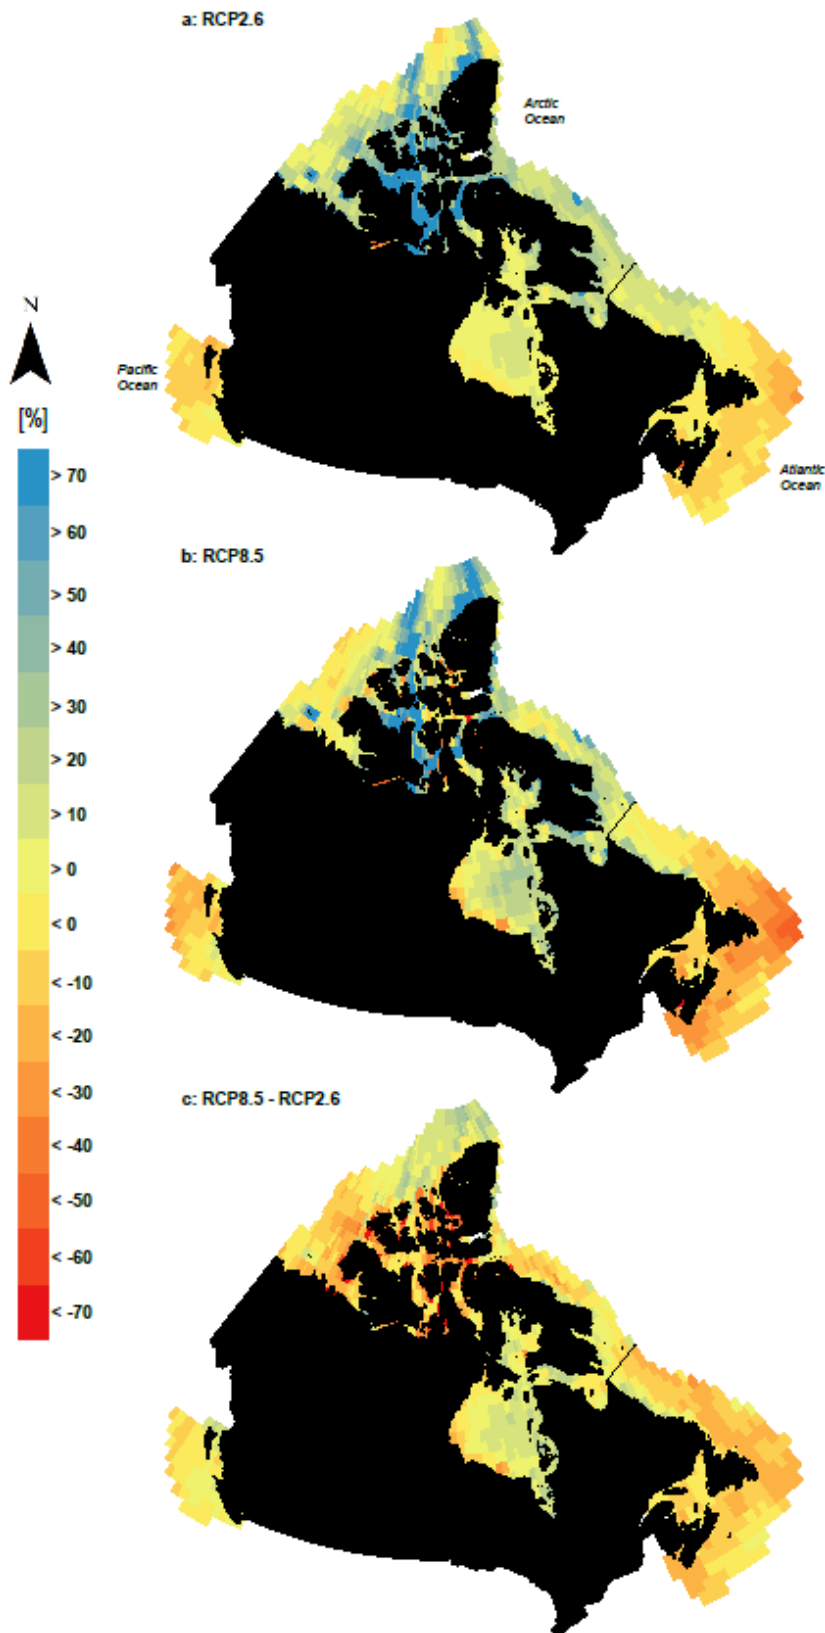 a: RCP2.6
Arctic
Ocean
N
Pacific
Ocean
[%]
Atlantic
Ocean
> 70
> 60
> 50
> 40
> 30
> 20
> 10
> 0
< 0
< -10
< -20
< -30
< -40
< -50
< -60
< -70
b: RCP8.5
c: RCP8.5 - RCP2.6